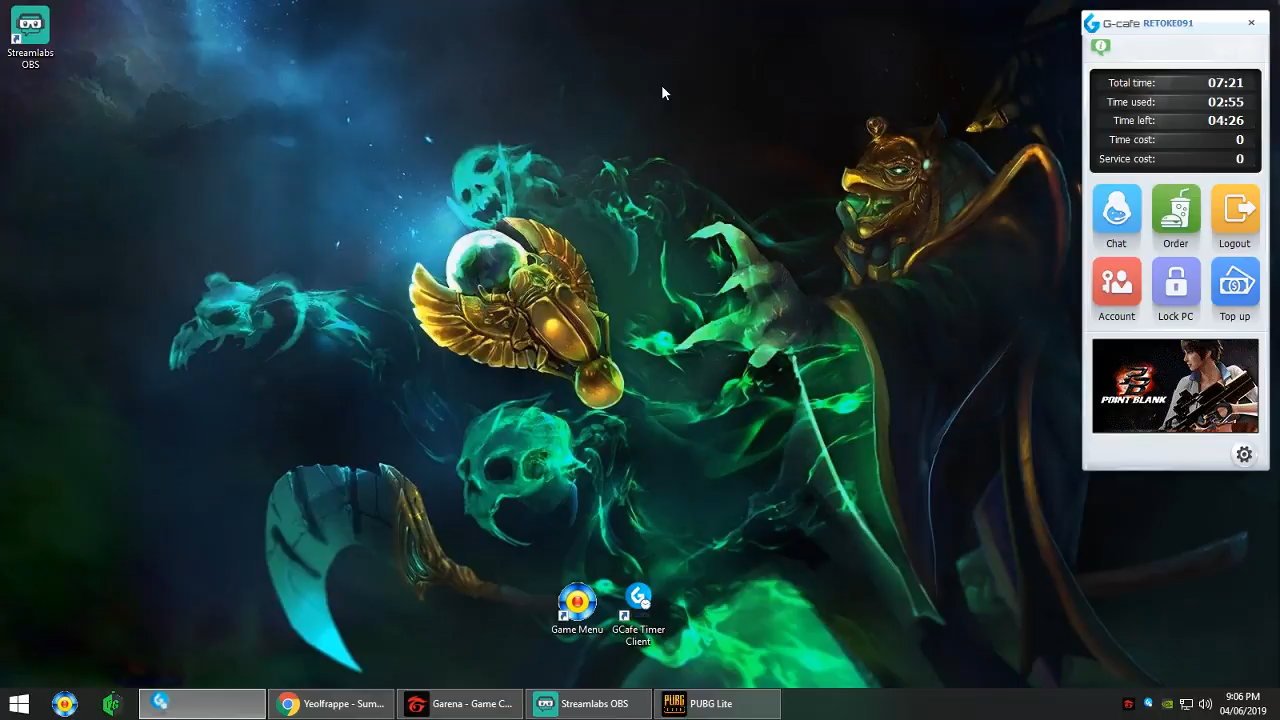 Streamlabs
OBS
G-cafe RETOKE091
Total time: 07:21
Time used: 02:55
Time left: 04:26
Time cost: 0
Service cost: 0
Chat Order Logout
Account Lock PC Top up
POINT BLANK
Game Menu
GCafe Timer
Client
Yeolfrappe - Sum... Garena - Game C... Streamlabs OBS PUBG Lite
9:06 PM
04/06/2019